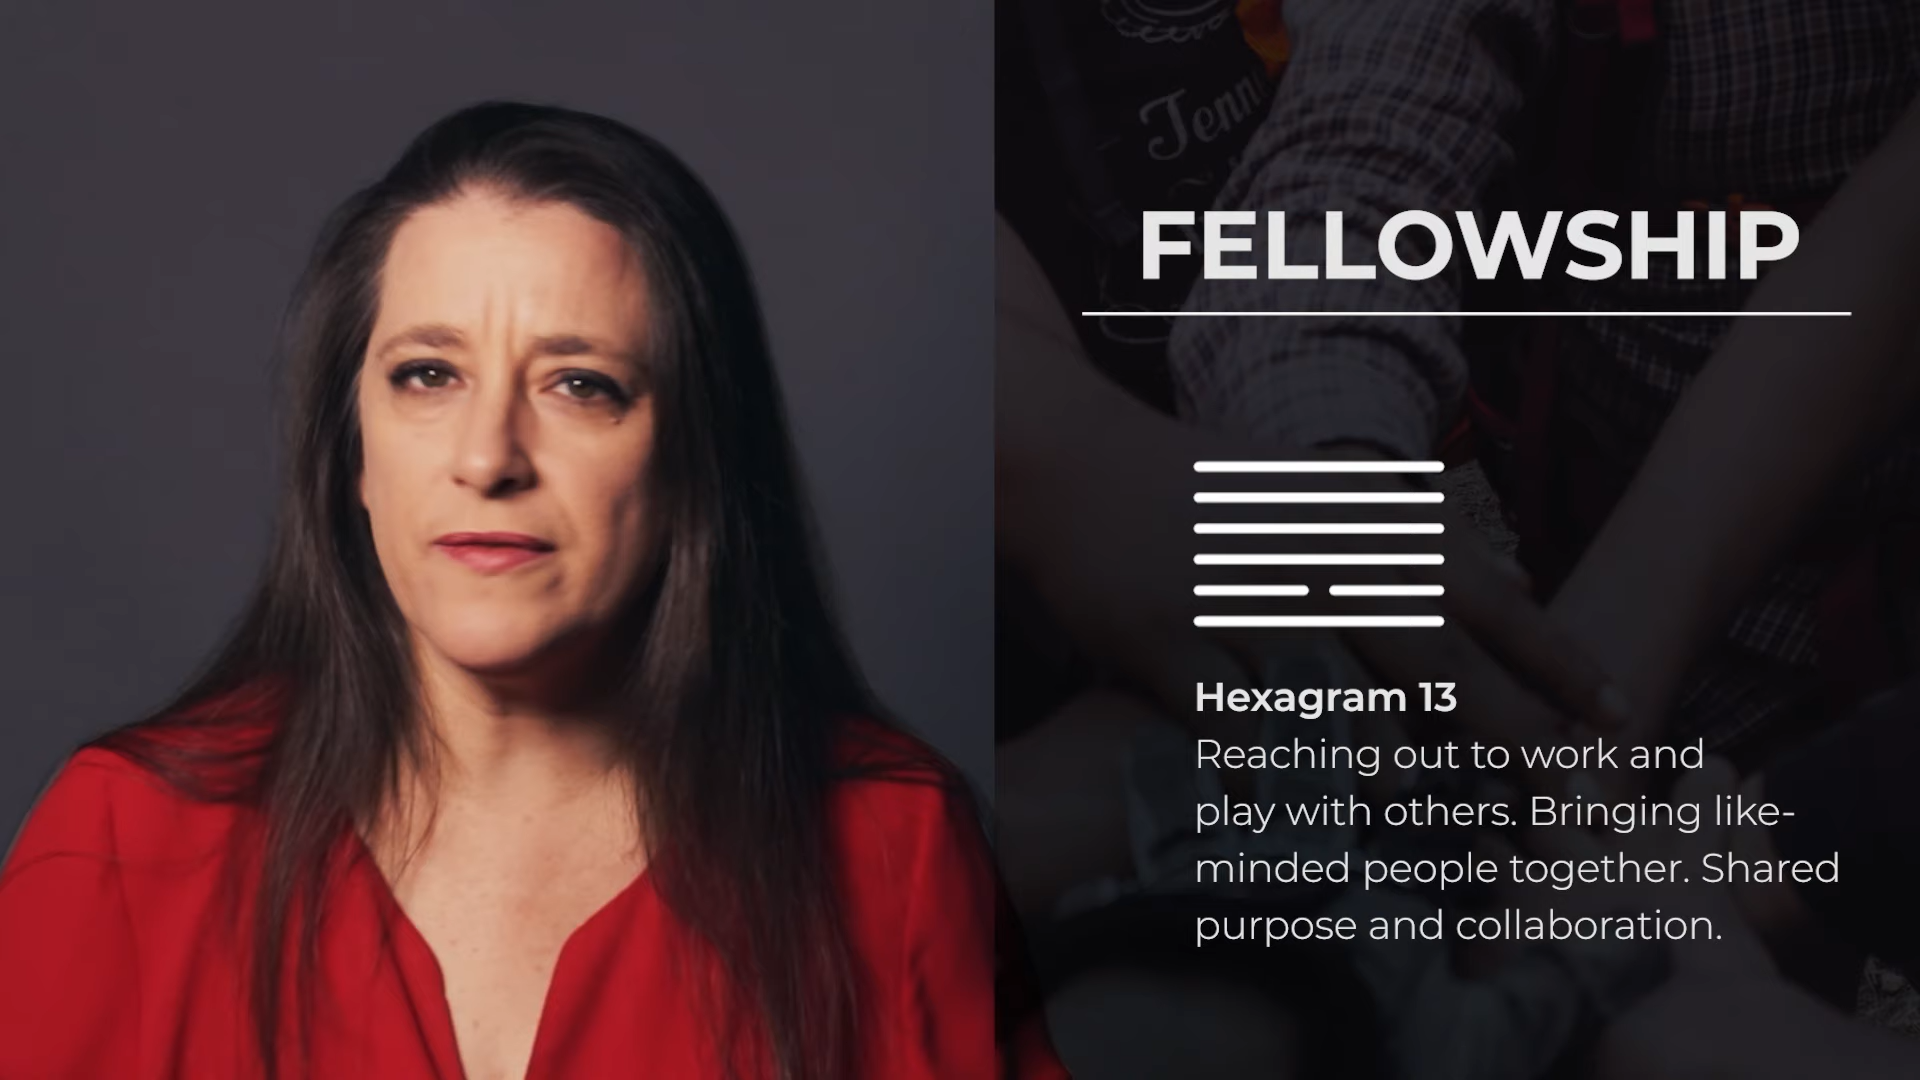 FELLOWSHIP
Hexagram 13
Reaching out to work and
play with others. Bringing like-
minded people together. Shared
purpose and collaboration.